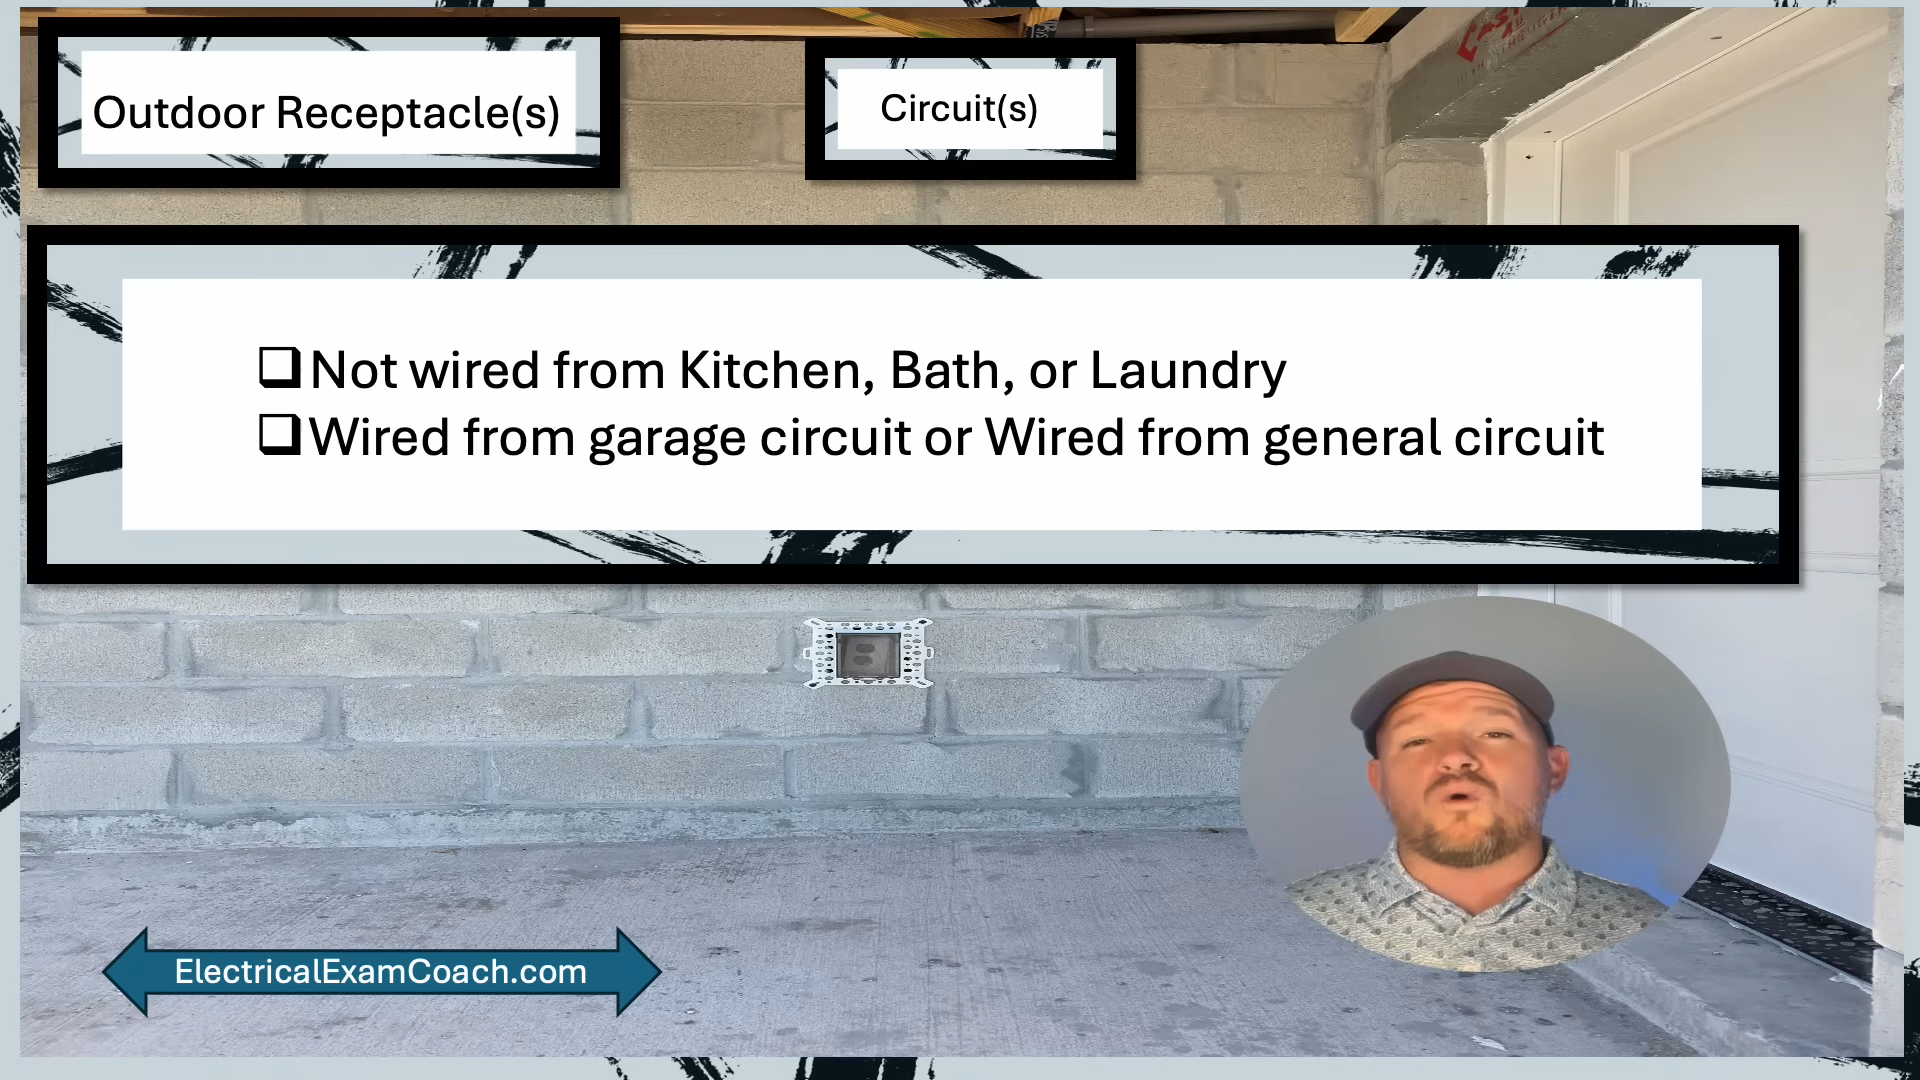 Outdoor Receptacle(s)
Circuit(s)
❑Not wired from Kitchen, Bath, or Laundry
❑Wired from garage circuit or Wired from general circuit
ElectricalExamCoach.com